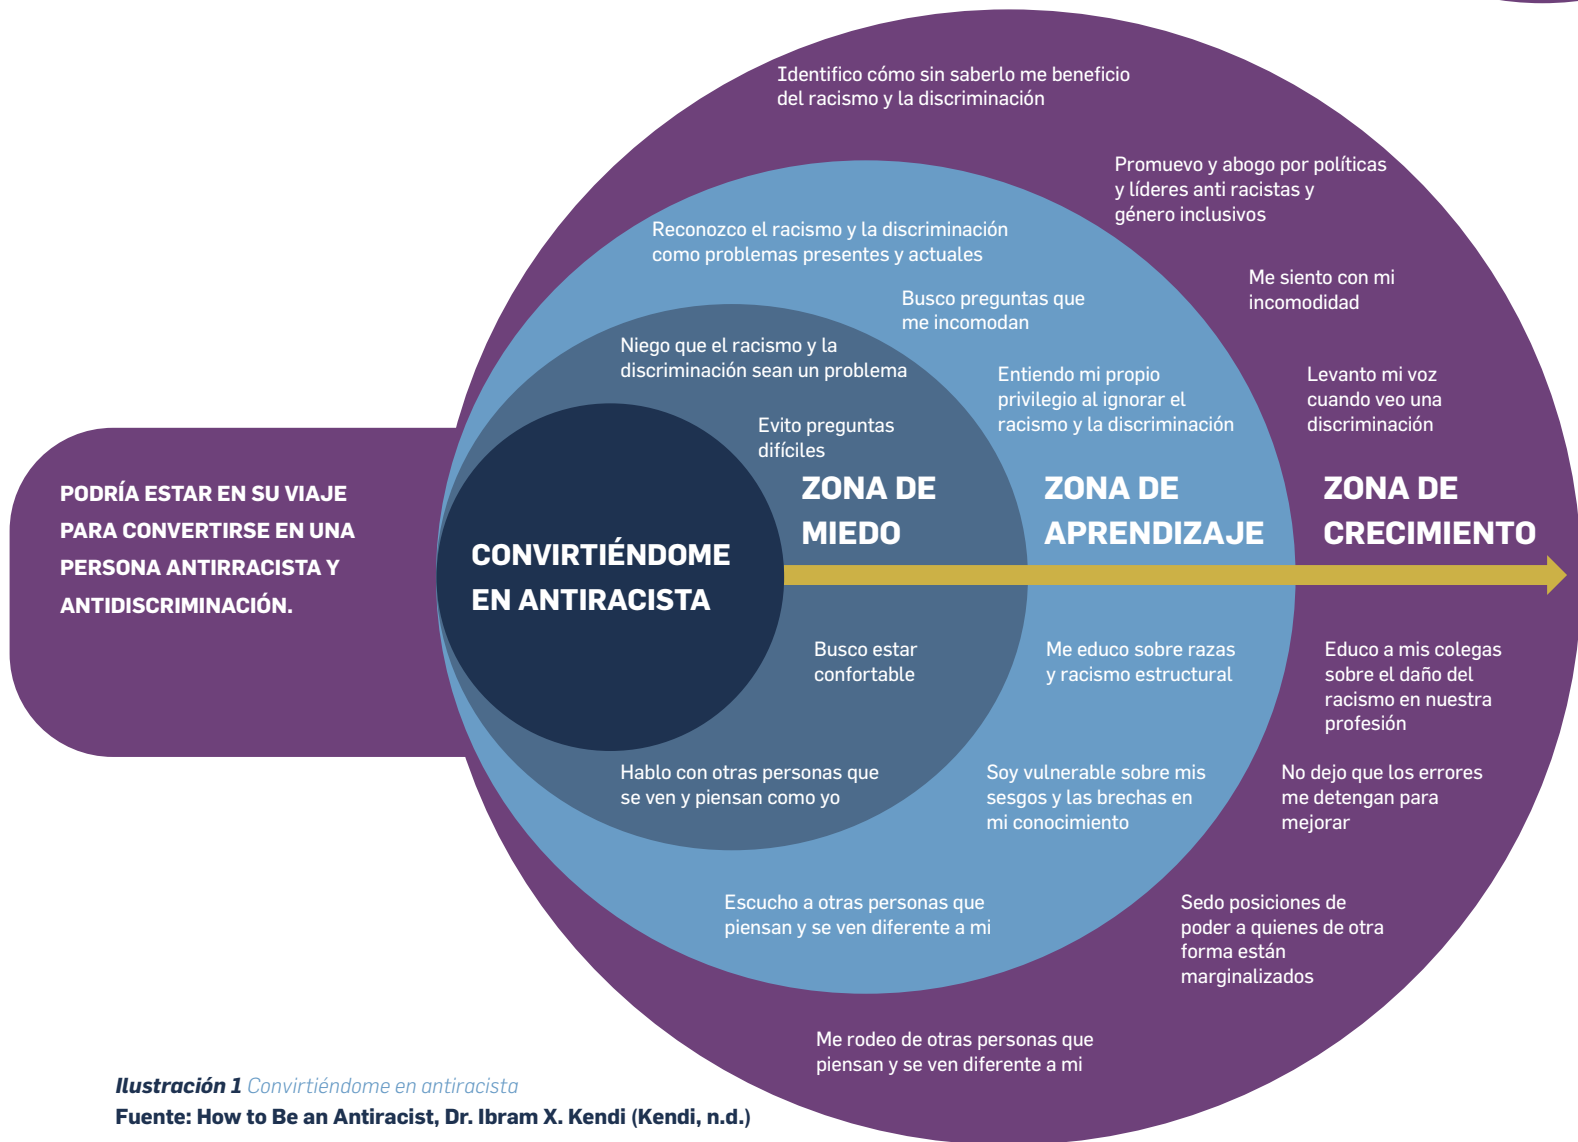 Identifico cómo sin saberlo me beneficio
del racismo y la discriminación
Promuevo y abogo por políticas
y líderes anti racistas y
género inclusivos
Reconozco el racismo y la discriminación
como problemas presentes y actuales
Me siento con mi
incomodidad
Busco preguntas que
me incomodan
Niego que el racismo y la
discriminación sean un problema
Entiendo mi propio
privilegio al ignorar el
racismo y la discriminación
Levanto mi voz
cuando veo una
discriminación
Evito preguntas
difíciles
PODRÍA ESTAR EN SU VIAJE
PARA CONVERTIRSE EN UNA
PERSONA ANTIRRACISTA Y
ANTIDISCRIMINACIÓN.
CONVIRTIÉNDOME
EN ANTIRACISTA
ZONA DE
MIEDO
ZONA DE
APRENDIZAJE
ZONA DE
CRECIMIENTO
Busco estar
confortable
Me educo sobre razas
y racismo estructural
Educo a mis colegas
sobre el daño del
racismo en nuestra
profesión
Hablo con otras personas que
se ven y piensan como yo
Soy vulnerable sobre mis
sesgos y las brechas en
mi conocimiento
No dejo que los errores
me detengan para
mejorar
Escucho a otras personas que
piensan y se ven diferente a mi
Sedo posiciones de
poder a quienes de otra
forma están
marginalizados
Me rodeo de otras personas que
piensan y se ven diferente a mi
Ilustración 1 Convirtiéndome en antiracista
Fuente: How to Be an Antiracist, Dr. Ibram X. Kendi (Kendi, n.d.)